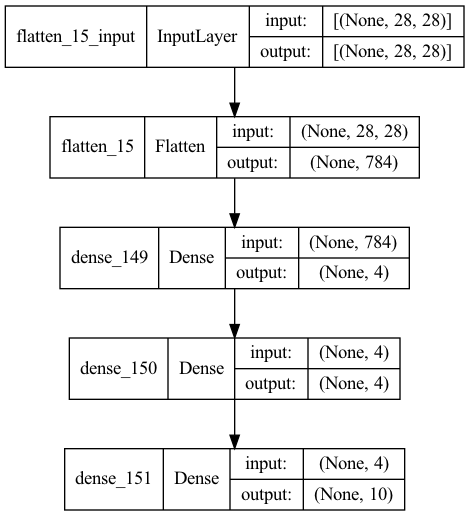 flatten_15_input InputLayer input: [(None, 28, 28)]
output: [(None, 28, 28)]
flatten_15 Flatten input: (None, 28, 28)
output: (None, 784)
dense_149 Dense input: (None, 784)
output: (None, 4)
dense_150 Dense input: (None, 4)
output: (None, 4)
dense_151 Dense input: (None, 4)
output: (None, 10)